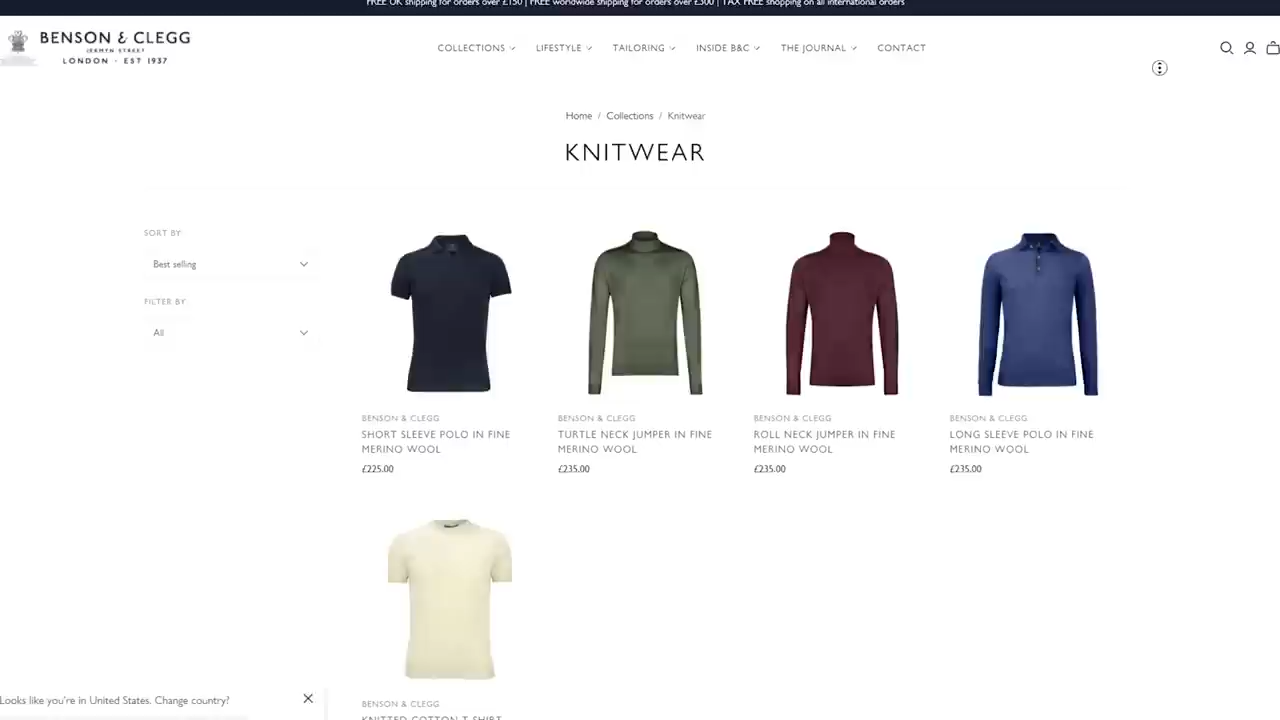 FREE UK shipping for orders over £150 | FREE worldwide shipping for orders over £300 | TAX FREE shopping on all international orders
BENSON & CLEGG
JERMYN STREET
LONDON · EST 1937
COLLECTIONS
LIFESTYLE
TAILORING
INSIDE B&C
THE JOURNAL
CONTACT
Home / Collections / Knitwear
KNITWEAR
SORT BY
Best selling
FILTER BY
All
BENSON & CLEGG
SHORT SLEEVE POLO IN FINE
MERINO WOOL
£225.00
BENSON & CLEGG
TURTLE NECK JUMPER IN FINE
MERINO WOOL
£235.00
BENSON & CLEGG
ROLL NECK JUMPER IN FINE
MERINO WOOL
£235.00
BENSON & CLEGG
LONG SLEEVE POLO IN FINE
MERINO WOOL
£235.00
BENSON & CLEGG
KNITTED COTTON T-SHIRT
Looks like you're in United States. Change country?